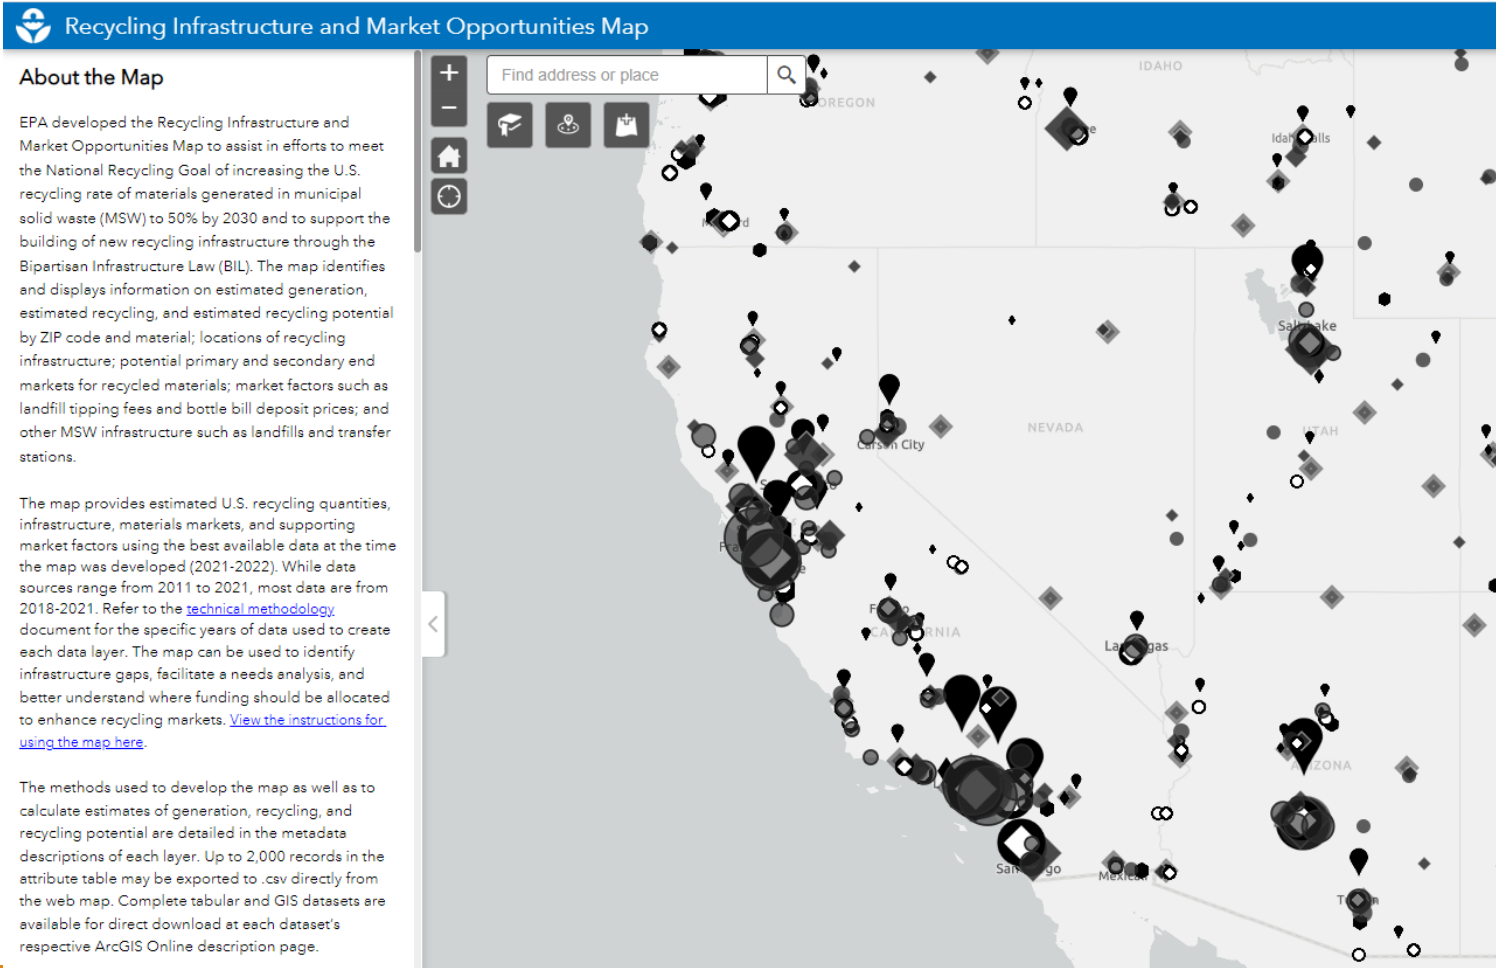 Recycling Infrastructure and Market Opportunities Map
About the Map
EPA developed the Recycling Infrastructure and
Market Opportunities Map to assist in efforts to meet
the National Recycling Goal of increasing the U.S.
recycling rate of materials generated in municipal
solid waste (MSW) to 50% by 2030 and to support the
building of new recycling infrastructure through the
Bipartisan Infrastructure Law (BIL). The map identifies
and displays information on estimated generation,
estimated recycling, and estimated recycling potential
by ZIP code and material; locations of recycling
infrastructure; potential primary and secondary end
markets for recycled materials; market factors such as
landfill tipping fees and bottle bill deposit prices; and
other MSW infrastructure such as landfills and transfer
stations.
The map provides estimated U.S. recycling quantities,
infrastructure, materials markets, and supporting
market factors using the best available data at the time
the map was developed (2021-2022). While data
sources range from 2011 to 2021, most data are from
2018-2021. Refer to the technical methodology
document for the specific years of data used to create
each data layer. The map can be used to identify
infrastructure gaps, facilitate a needs analysis, and
better understand where funding should be allocated
to enhance recycling markets. View the instructions for
using the map here.
The methods used to develop the map as well as to
calculate estimates of generation, recycling, and
recycling potential are detailed in the metadata
descriptions of each layer. Up to 2,000 records in the
attribute table may be exported to .csv directly from
the web map. Complete tabular and GIS datasets are
available for direct download at each dataset's
respective ArcGIS Online description page.
+
−
Find address or place
IDAHO
OREGON
Salt Lake
NEVADA
UTAH
Carson City
CALIFORNIA
Las Vegas
ARIZONA
San Diego